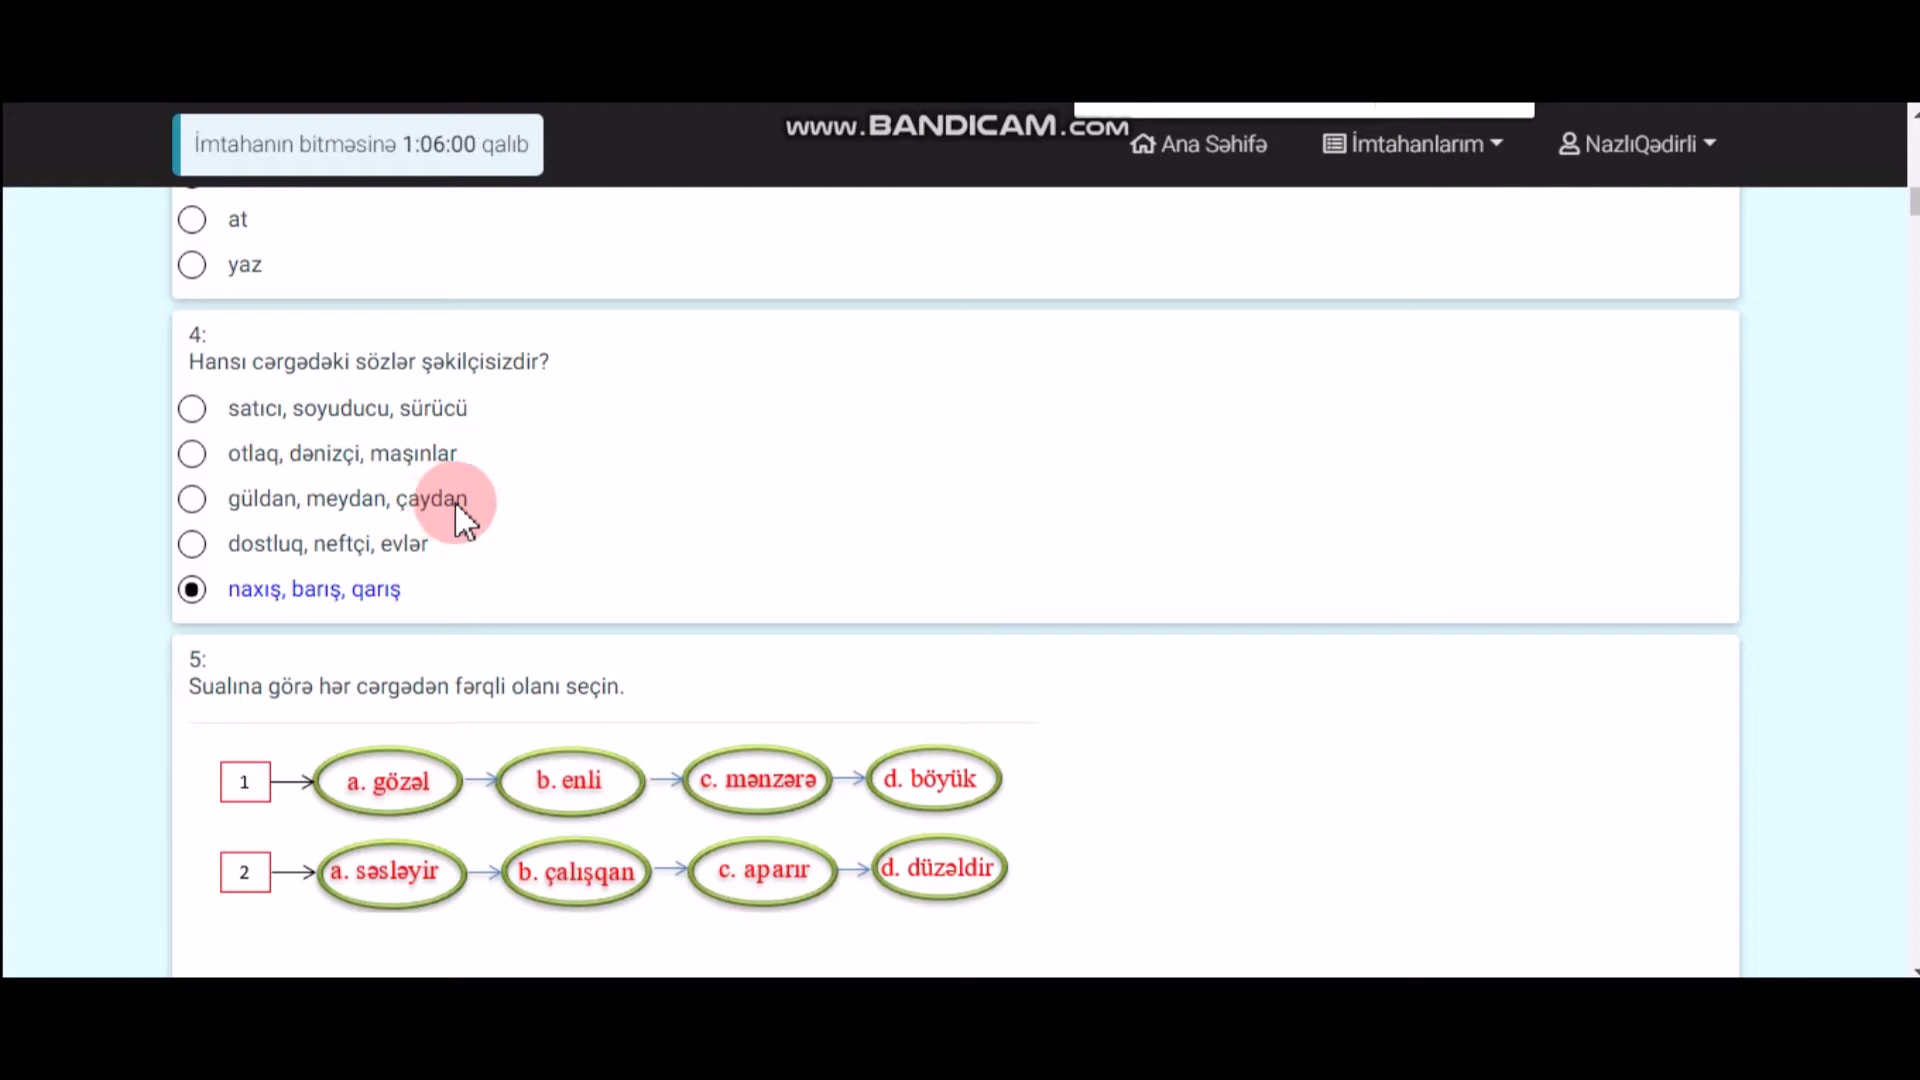 www.BANDICAM.COM
İmtahanın bitməsinə 1:06:00 qalıb
Ana Səhifə
İmtahanlarım
NazlıQədirli
at
yaz
4:
Hansı cərgədəki sözlər şəkilçisizdir?
satıcı, soyuducu, sürücü
otlaq, dənizçi, maşınlar
güldan, meydan, çaydan
dostluq, neftçi, evlər
naxış, barış, qarış
5:
Sualına görə hər cərgədən fərqli olanı seçin.
1 a. gözəl b. enli c. mənzərə d. böyük
2 a. səsləyir b. çalışqan c. aparır d. düzəldir